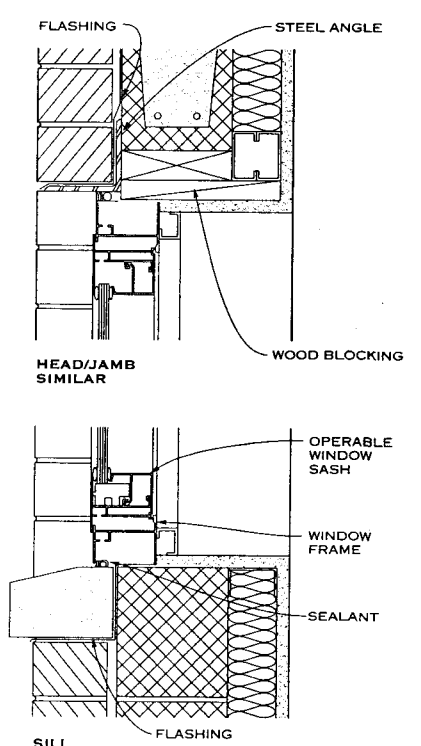 FLASHING
STEEL ANGLE
WOOD BLOCKING
HEAD/JAMB
SIMILAR
OPERABLE
WINDOW
SASH
WINDOW
FRAME
SEALANT
FLASHING
SILL